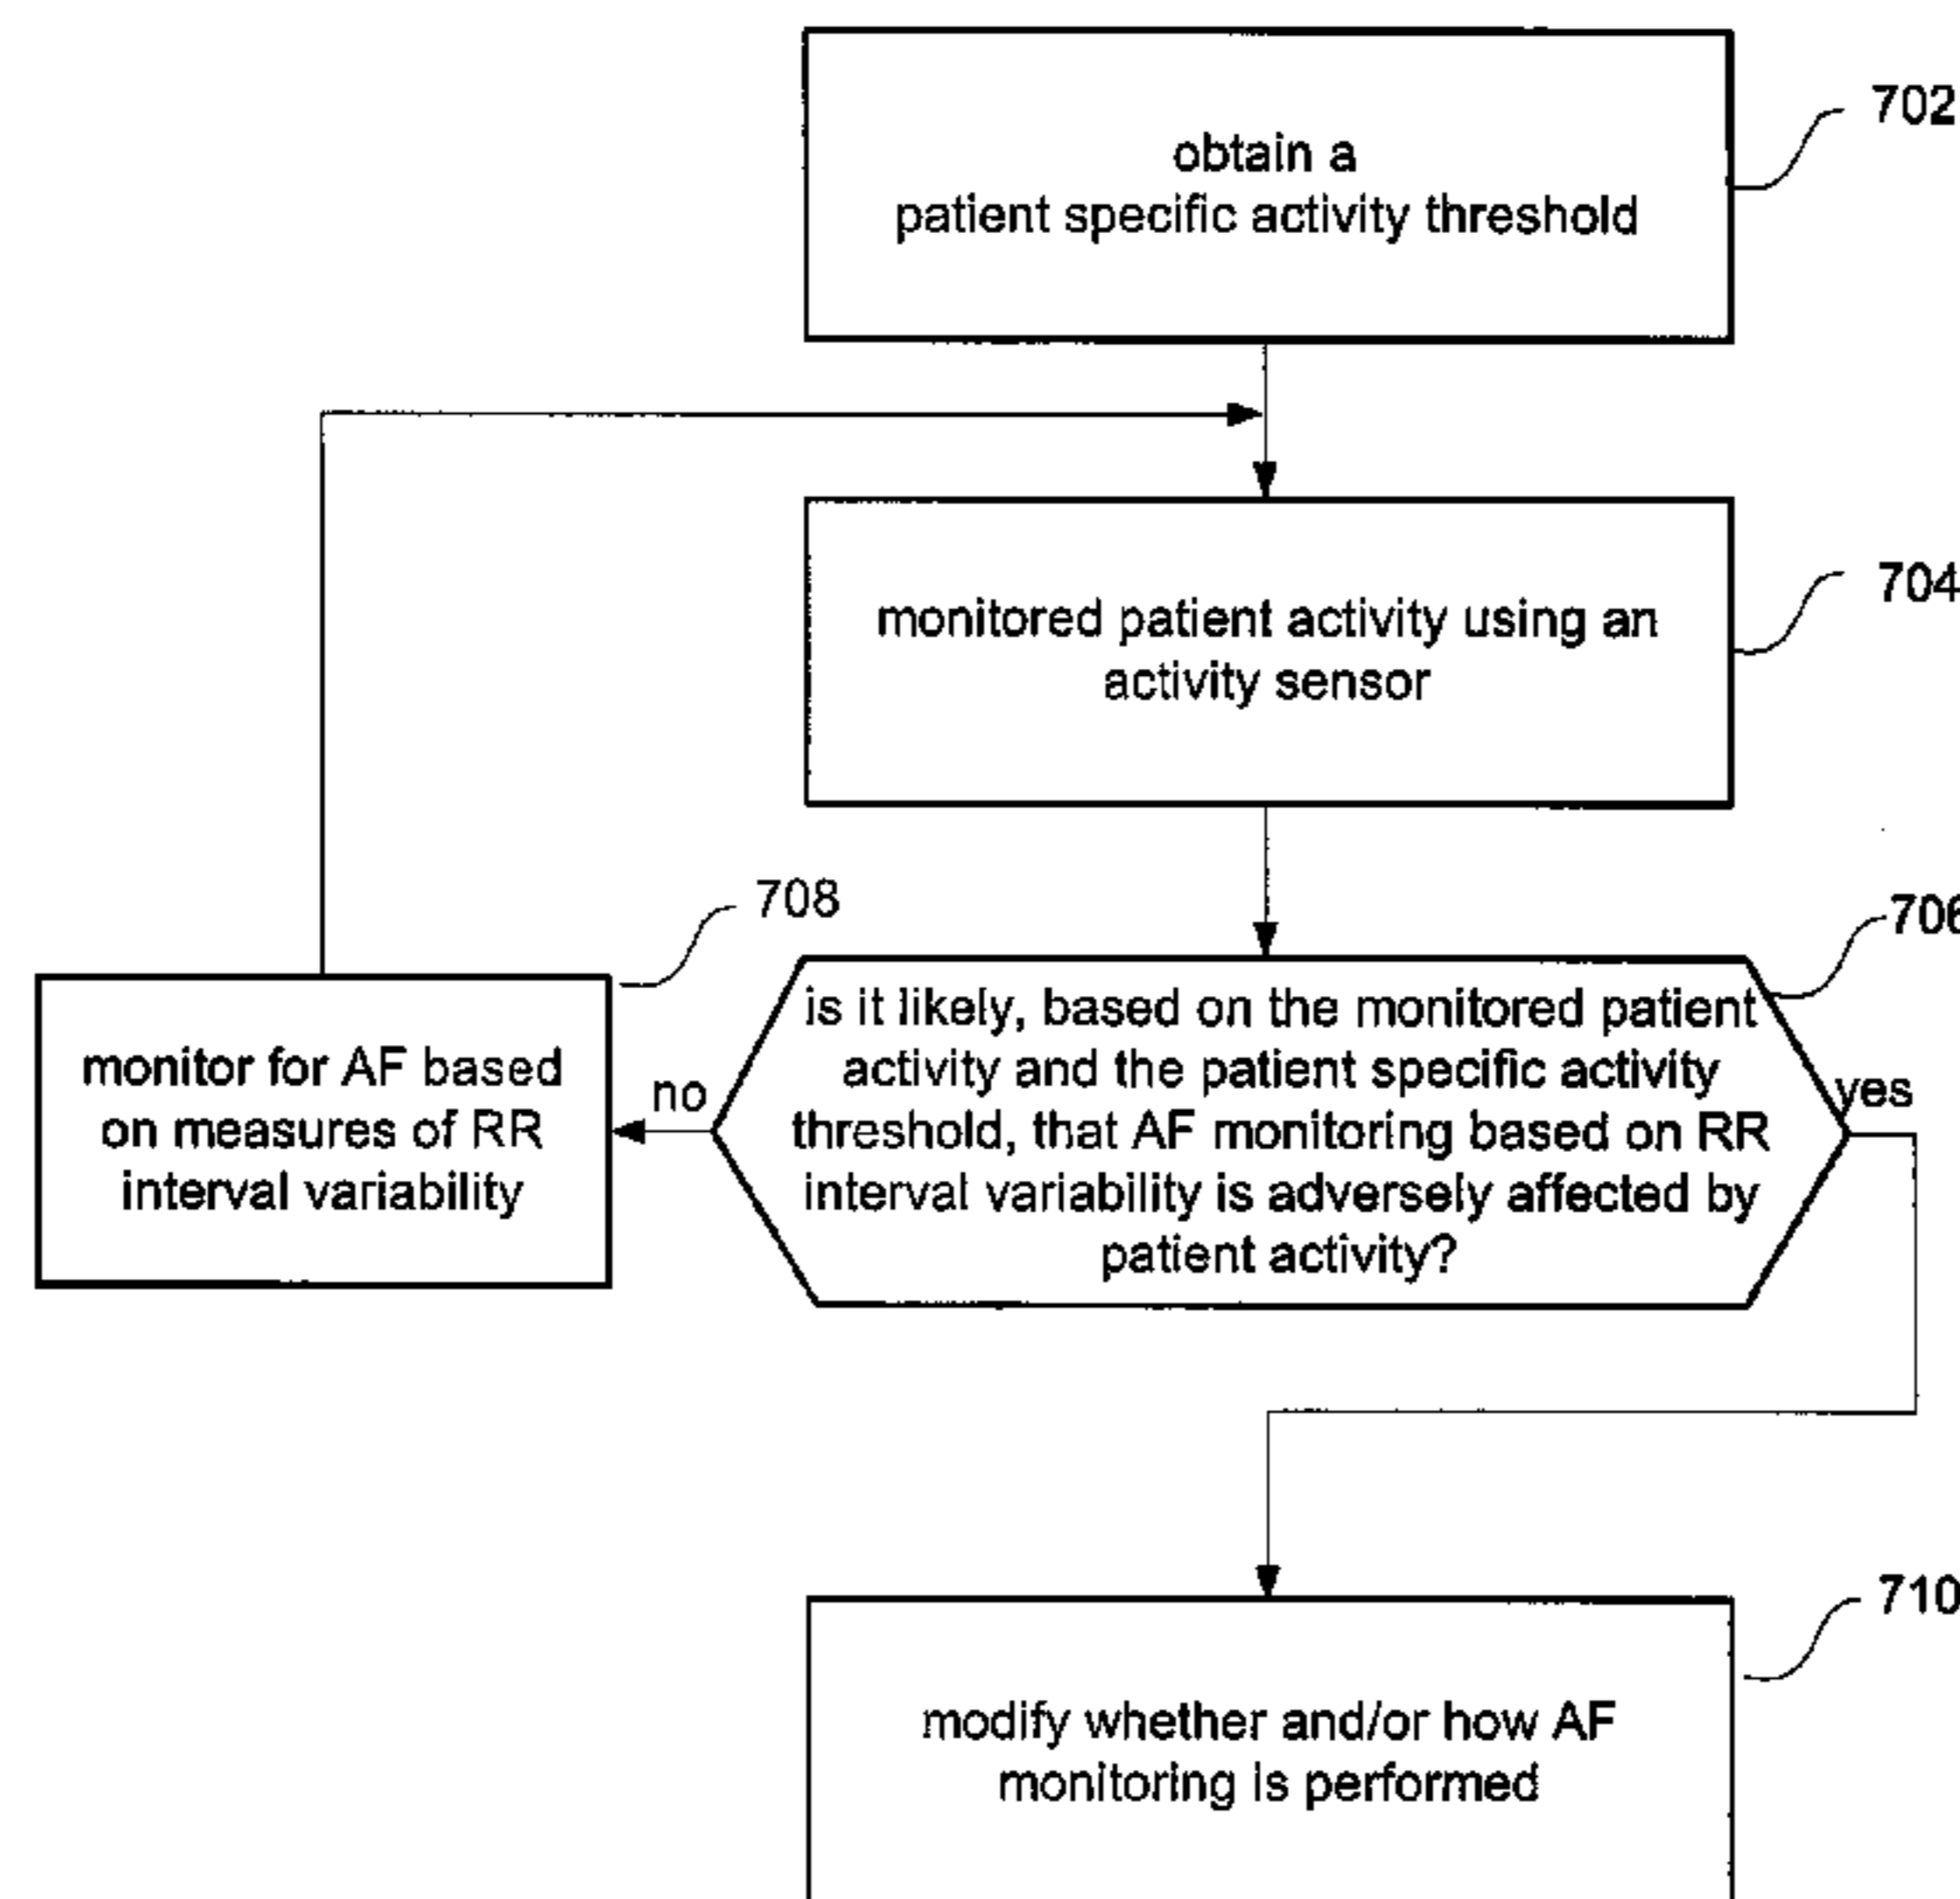 702
obtain a
patient specific activity threshold
704
monitored patient activity using an
activity sensor
706
is it likely, based on the monitored patient
activity and the patient specific activity
threshold, that AF monitoring based on RR
interval variability is adversely affected by
patient activity?
yes
no
708
monitor for AF based
on measures of RR
interval variability
710
modify whether and/or how AF
monitoring is performed